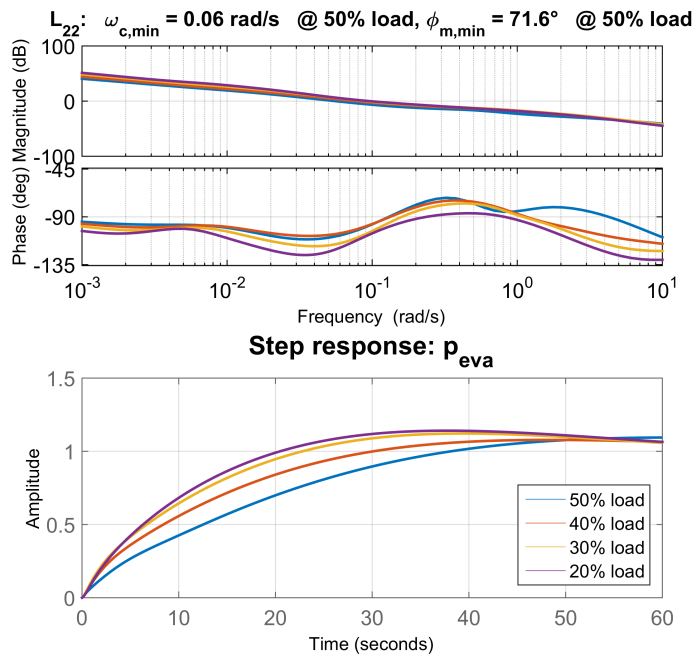 L22: ωc,min = 0.06 rad/s @ 50% load, ϕm,min = 71.6° @ 50% load
Magnitude (dB)
100
0
-100
Phase (deg)
-45
-90
-135
10^-3 10^-2 10^-1 10^0 10^1
Frequency (rad/s)
Step response: peva
Amplitude
1.5
1
0.5
0
50% load
40% load
30% load
20% load
0 10 20 30 40 50 60
Time (seconds)